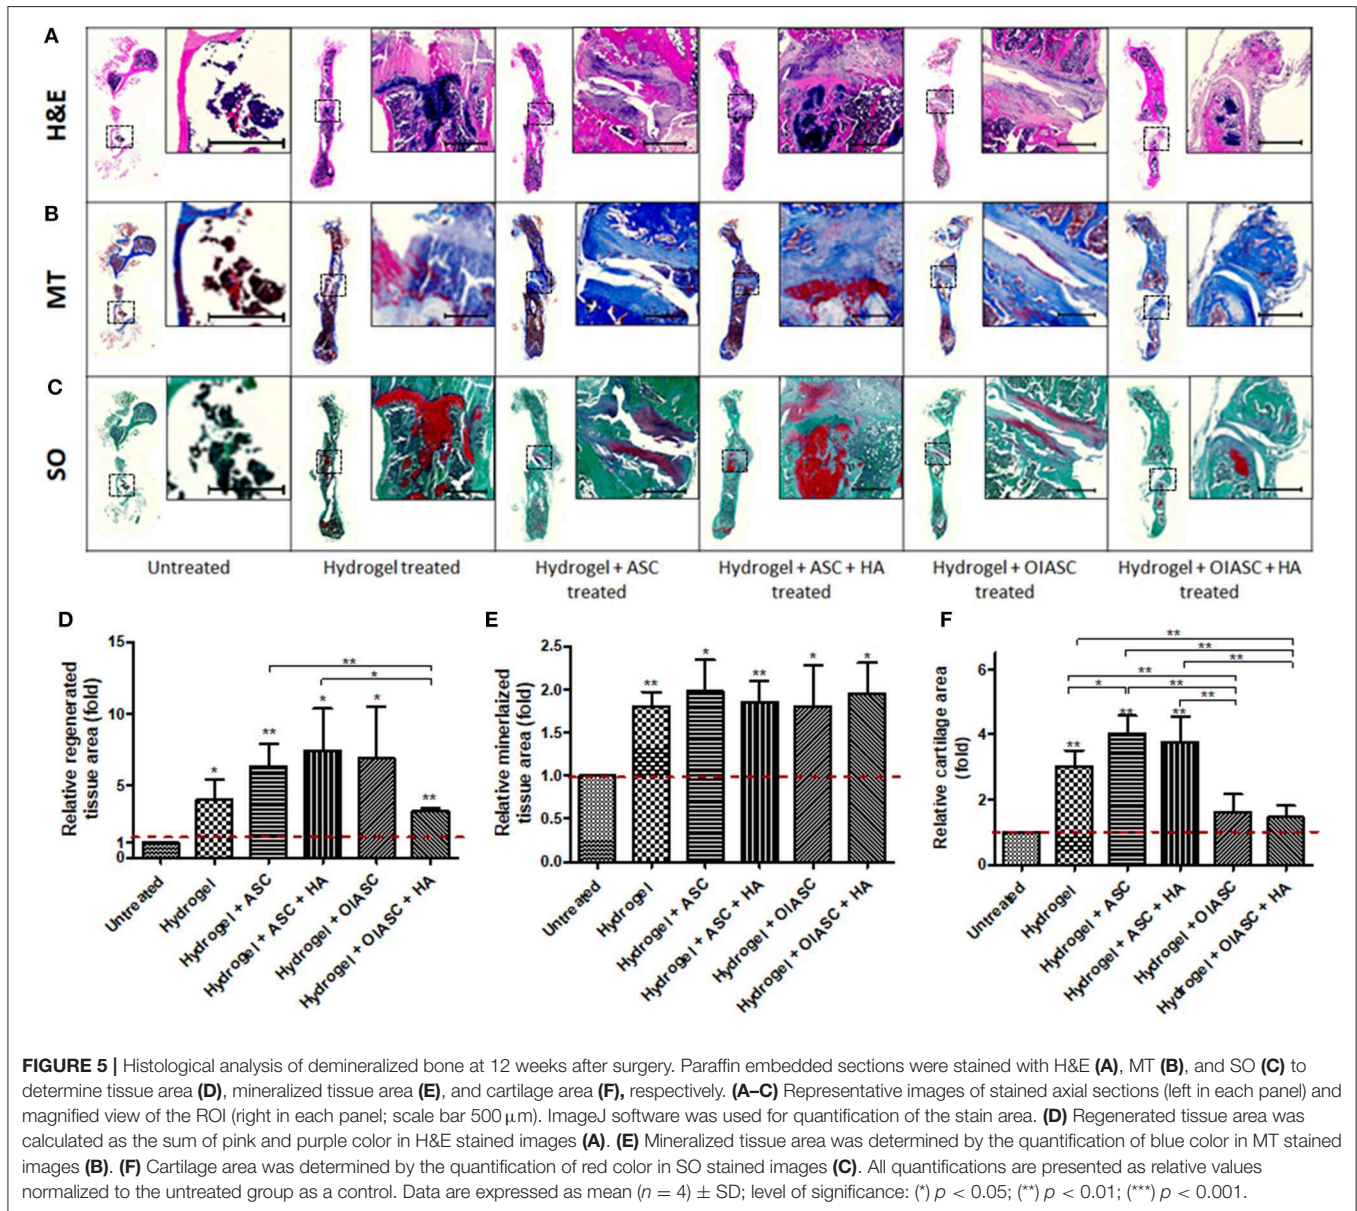 A
H&E
B
MT
C
SO
Untreated
Hydrogel treated
Hydrogel + ASC
treated
Hydrogel + ASC + HA
treated
Hydrogel + OIASC
treated
Hydrogel + OIASC + HA
treated
D
Relative regenerated
tissue area (fold)
15
10
5
1
0
*
**
*
*
**
**
*
Untreated
Hydrogel
Hydrogel + ASC
Hydrogel + ASC + HA
Hydrogel + OIASC
Hydrogel + OIASC + HA
E
Relative minerlaized
tissue area (fold)
2.5
2.0
1.5
1.0
0.5
0.0
**
*
**
*
*
Untreated
Hydrogel
Hydrogel + ASC
Hydrogel + ASC + HA
Hydrogel + OIASC
Hydrogel + OIASC + HA
F
Relative cartilage area
(fold)
6
4
2
0
**
**
**
**
* **
**
**
** **
Untreated
Hydrogel
Hydrogel + ASC
Hydrogel + ASC + HA
Hydrogel + OIASC
Hydrogel + OIASC + HA
FIGURE 5 | Histological analysis of demineralized bone at 12 weeks after surgery. Paraffin embedded sections were stained with H&E (A), MT (B), and SO (C) to
determine tissue area (D), mineralized tissue area (E), and cartilage area (F), respectively. (A–C) Representative images of stained axial sections (left in each panel) and
magnified view of the ROI (right in each panel; scale bar 500 μm). ImageJ software was used for quantification of the stain area. (D) Regenerated tissue area was
calculated as the sum of pink and purple color in H&E stained images (A). (E) Mineralized tissue area was determined by the quantification of blue color in MT stained
images (B). (F) Cartilage area was determined by the quantification of red color in SO stained images (C). All quantifications are presented as relative values
normalized to the untreated group as a control. Data are expressed as mean (n = 4) ± SD; level of significance: (*) p < 0.05; (**) p < 0.01; (***) p < 0.001.